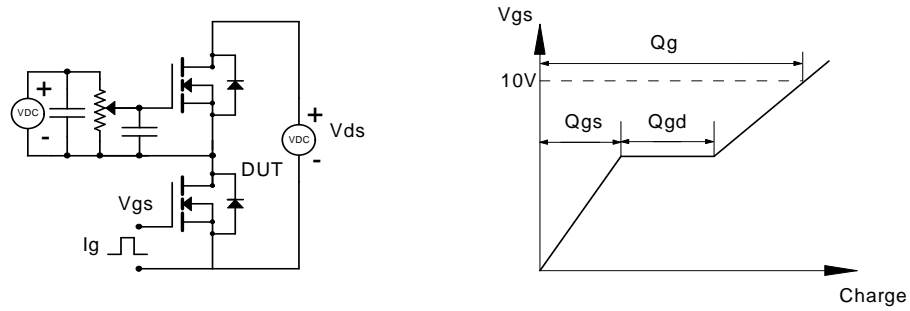 +
VDC
-
+
VDC
-
Vds
DUT
Vgs
Ig
Vgs
Qg
10V
Qgs
Qgd
Charge